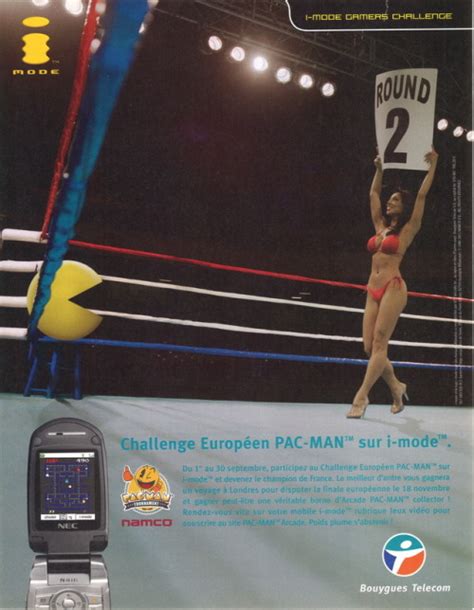 I-MODE GAMERS CHALLENGE
i
MODE
TM
ROUND
2
Challenge Européen PAC-MAN™ sur i-mode™.
Du 1er au 30 septembre, participez au Challenge Européen PAC-MAN™ sur
i-mode™ et devenez le champion de France. Le meilleur d'entre vous gagnera
un voyage à Londres pour disputer la finale européenne le 18 novembre
et gagner peut-être une véritable borne d'Arcade PAC-MAN™ collector !
Rendez-vous vite sur votre mobile i-mode™ rubrique jeux vidéo pour
souscrire au site PAC-MAN™ Arcade. Poids plume s'abstenir !
PAC-MAN
TOURNAMENT
namco
NEC
Bouygues Telecom